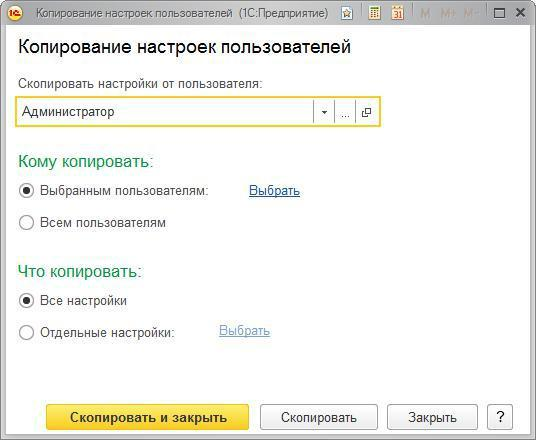 Копирование настроек пользователей (1С:Предприятие)
M M+ M-
Копирование настроек пользователей
Скопировать настройки от пользователя:
Администратор
...
Кому копировать:
Выбранным пользователям: Выбрать
Всем пользователям
Что копировать:
Все настройки
Отдельные настройки: Выбрать
Скопировать и закрыть Скопировать Закрыть ?